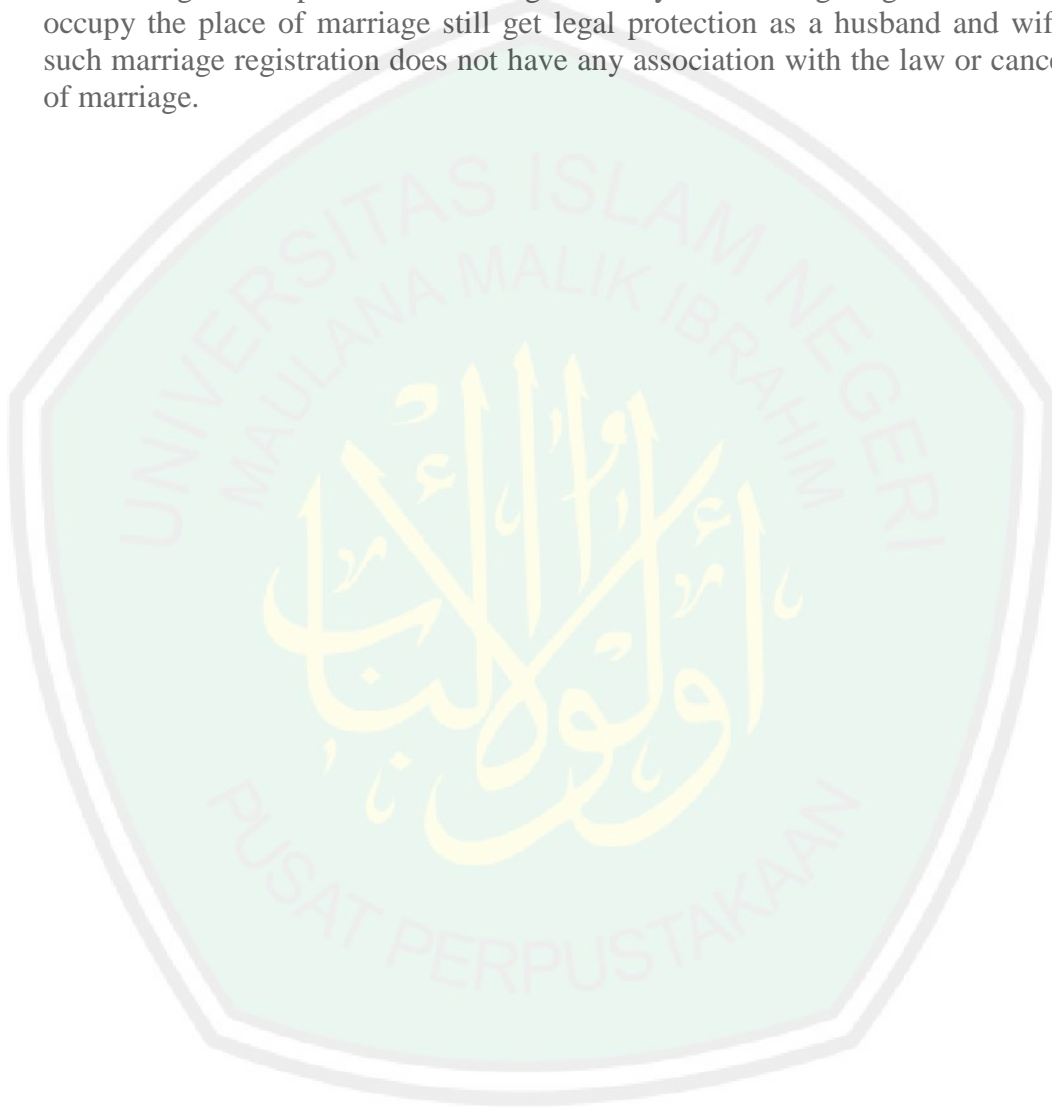 occupy the place of marriage still get legal protection as a husband and wif
such marriage registration does not have any association with the law or cance
of marriage.
UNIVERSITAS ISLAM NEGERI
MAULANA MALIK IBRAHIM
PUSAT PERPUSTAKAAN